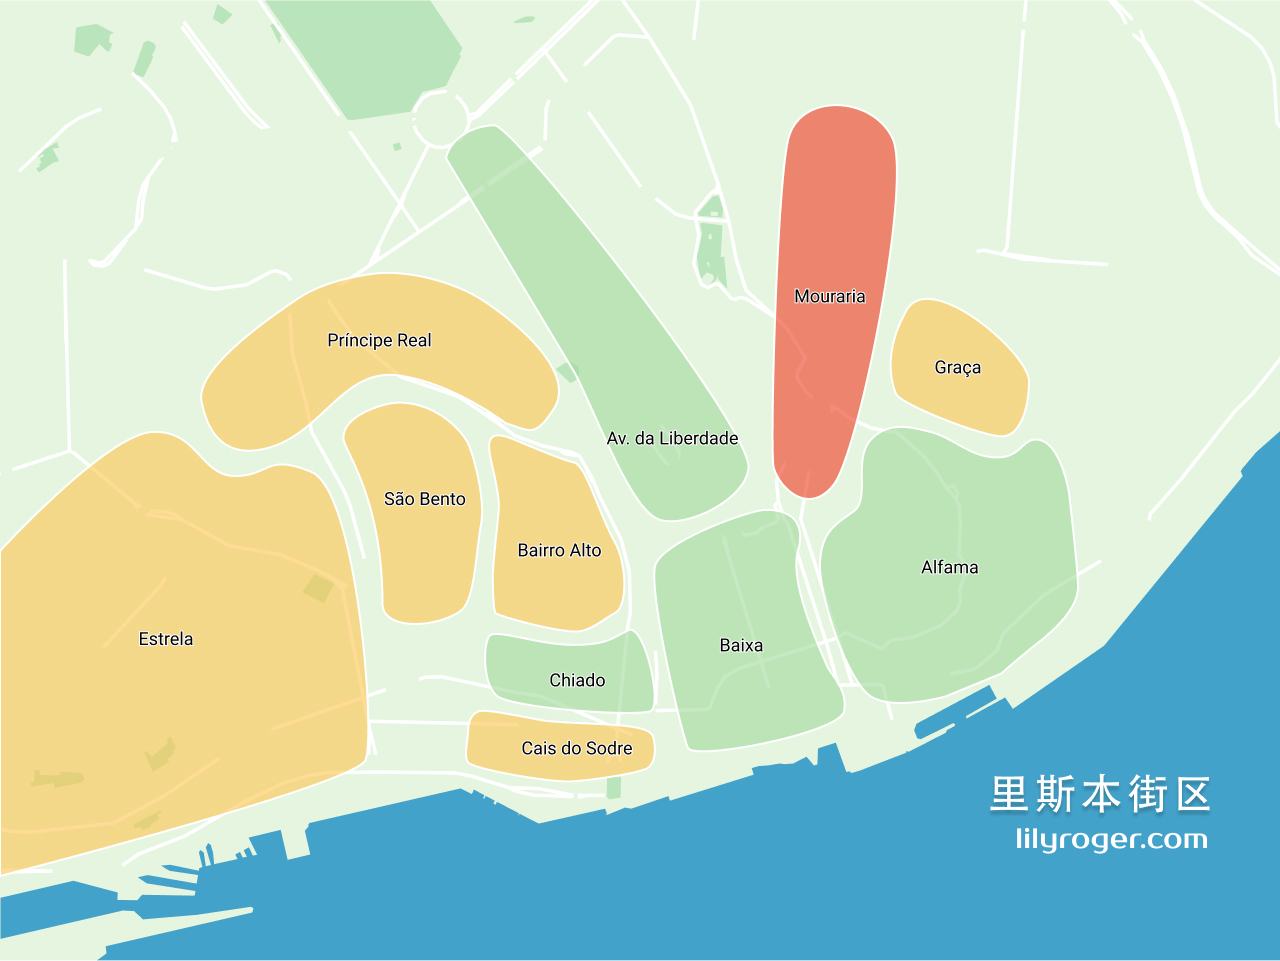 Mouraria
Príncipe Real
Graça
Av. da Liberdade
São Bento
Bairro Alto
Alfama
Estrela
Baixa
Chiado
Cais do Sodre
里斯本街区
lilyroger.com